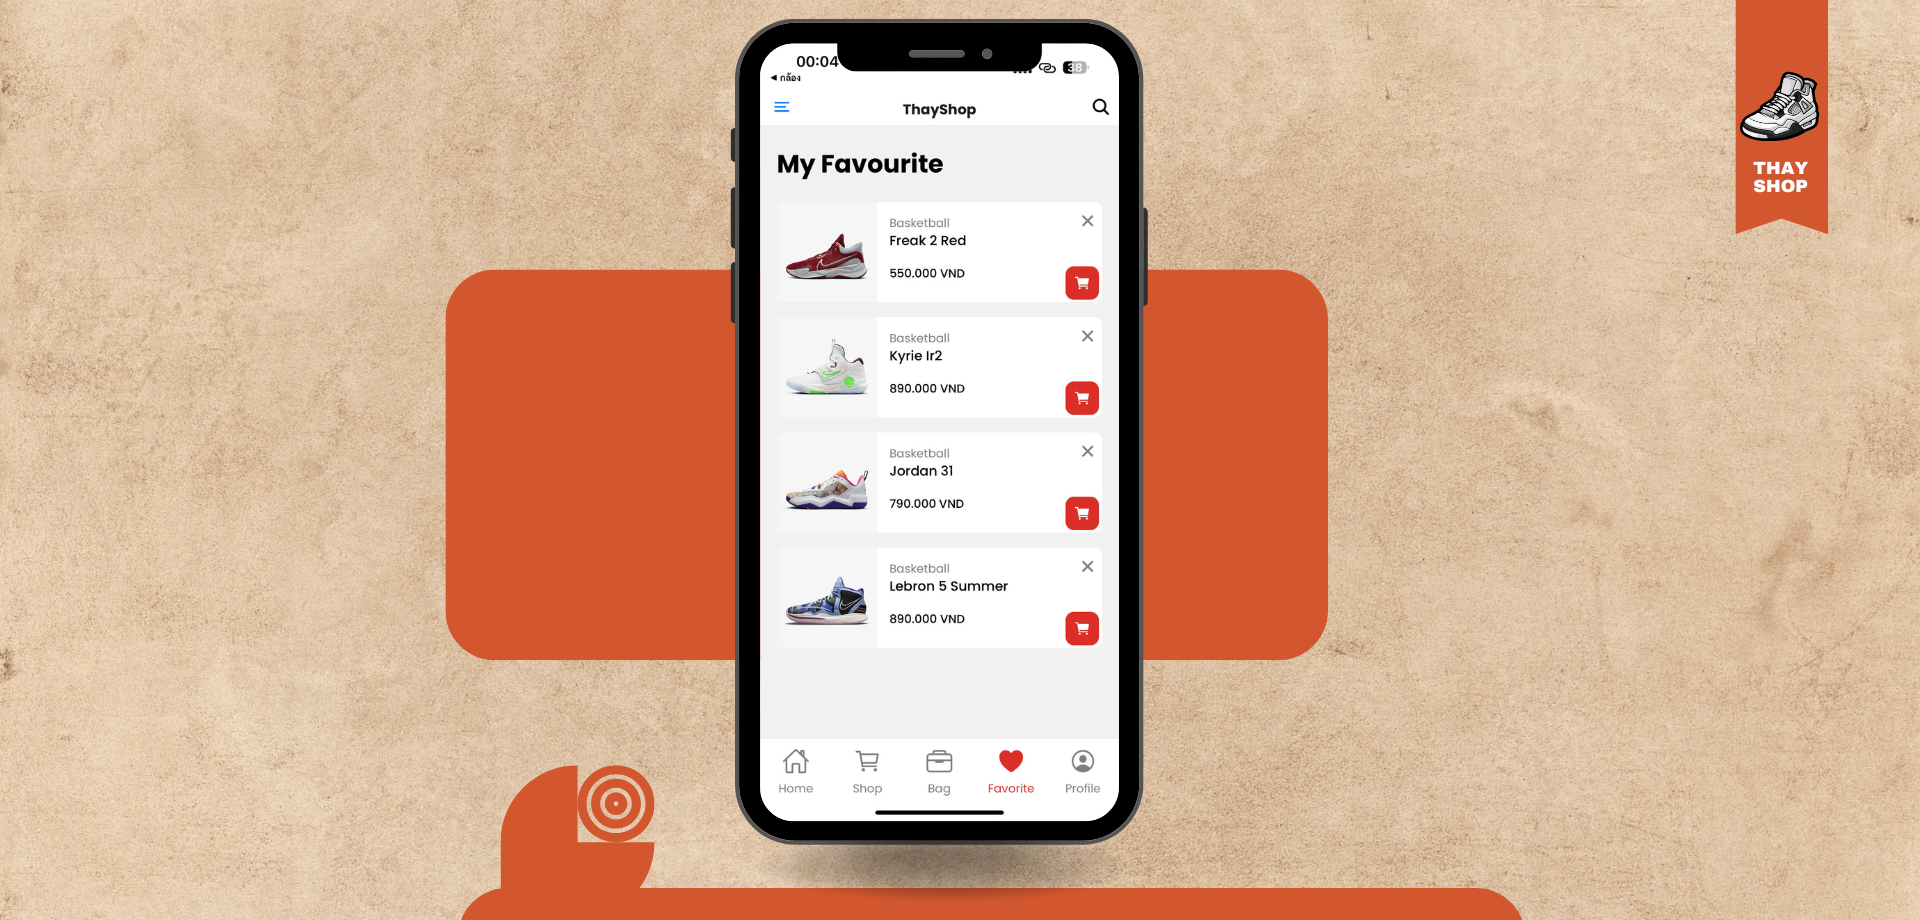 00:04
38
◀ กล้อง
ThayShop
My Favourite
Basketball
Freak 2 Red
550.000 VND
Basketball
Kyrie Ir2
890.000 VND
Basketball
Jordan 31
790.000 VND
Basketball
Lebron 5 Summer
890.000 VND
Home
Shop
Bag
Favorite
Profile
THAY
SHOP